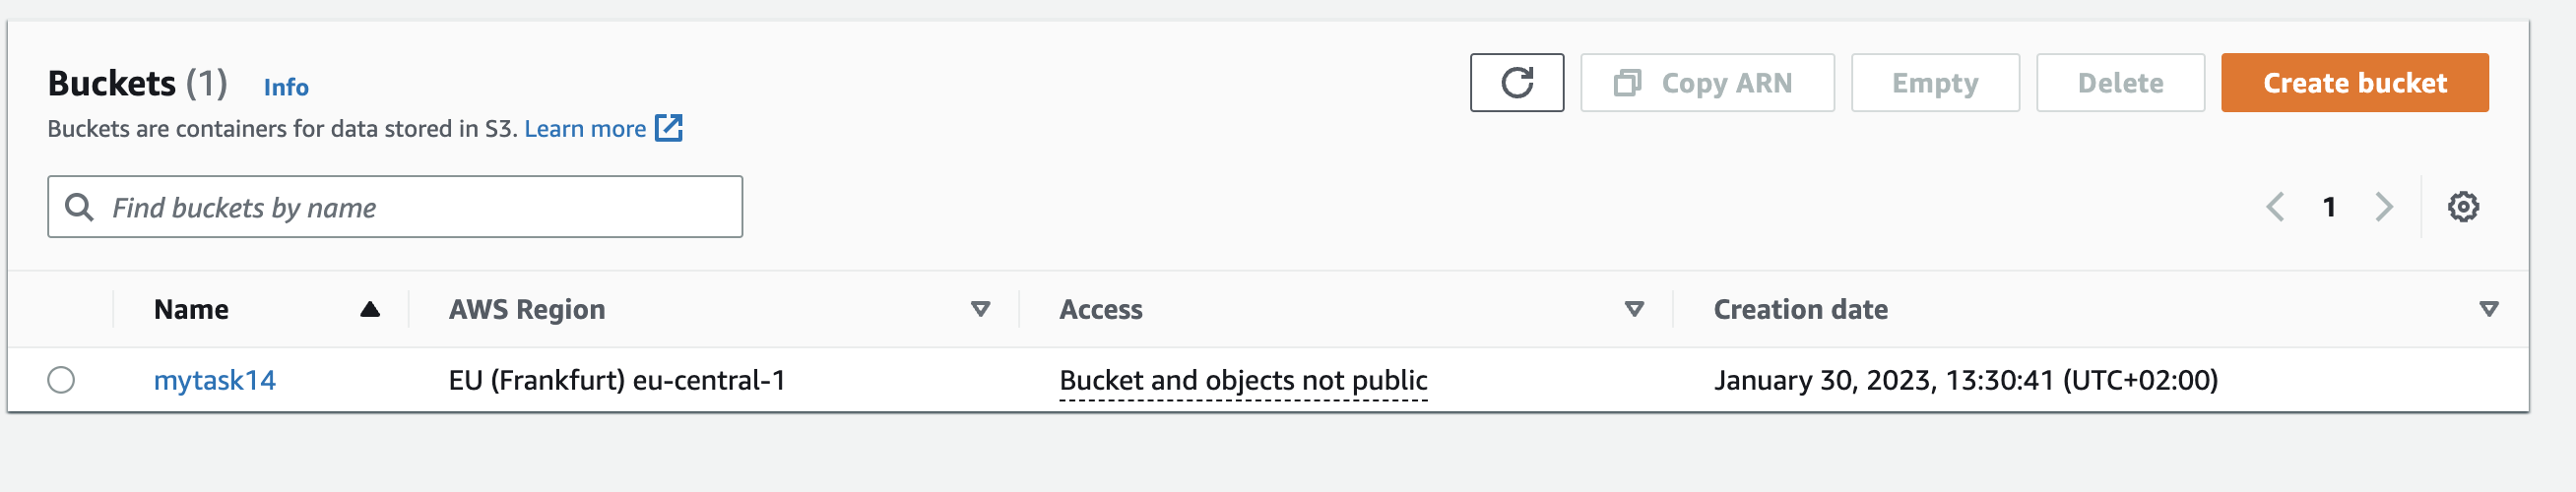 Buckets (1) Info
Buckets are containers for data stored in S3. Learn more
Copy ARN
Empty
Delete
Create bucket
Find buckets by name
1
Name AWS Region Access Creation date
mytask14 EU (Frankfurt) eu-central-1 Bucket and objects not public January 30, 2023, 13:30:41 (UTC+02:00)